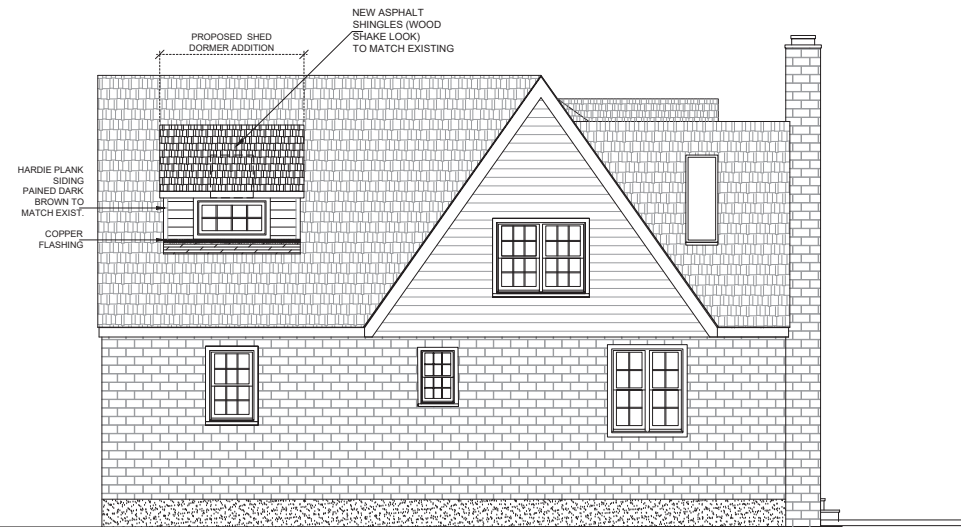 NEW ASPHALT
SHINGLES (WOOD
SHAKE LOOK)
TO MATCH EXISTING
PROPOSED SHED
DORMER ADDITION
HARDIE PLANK
SIDING
PAINED DARK
BROWN TO
MATCH EXIST.
COPPER
FLASHING